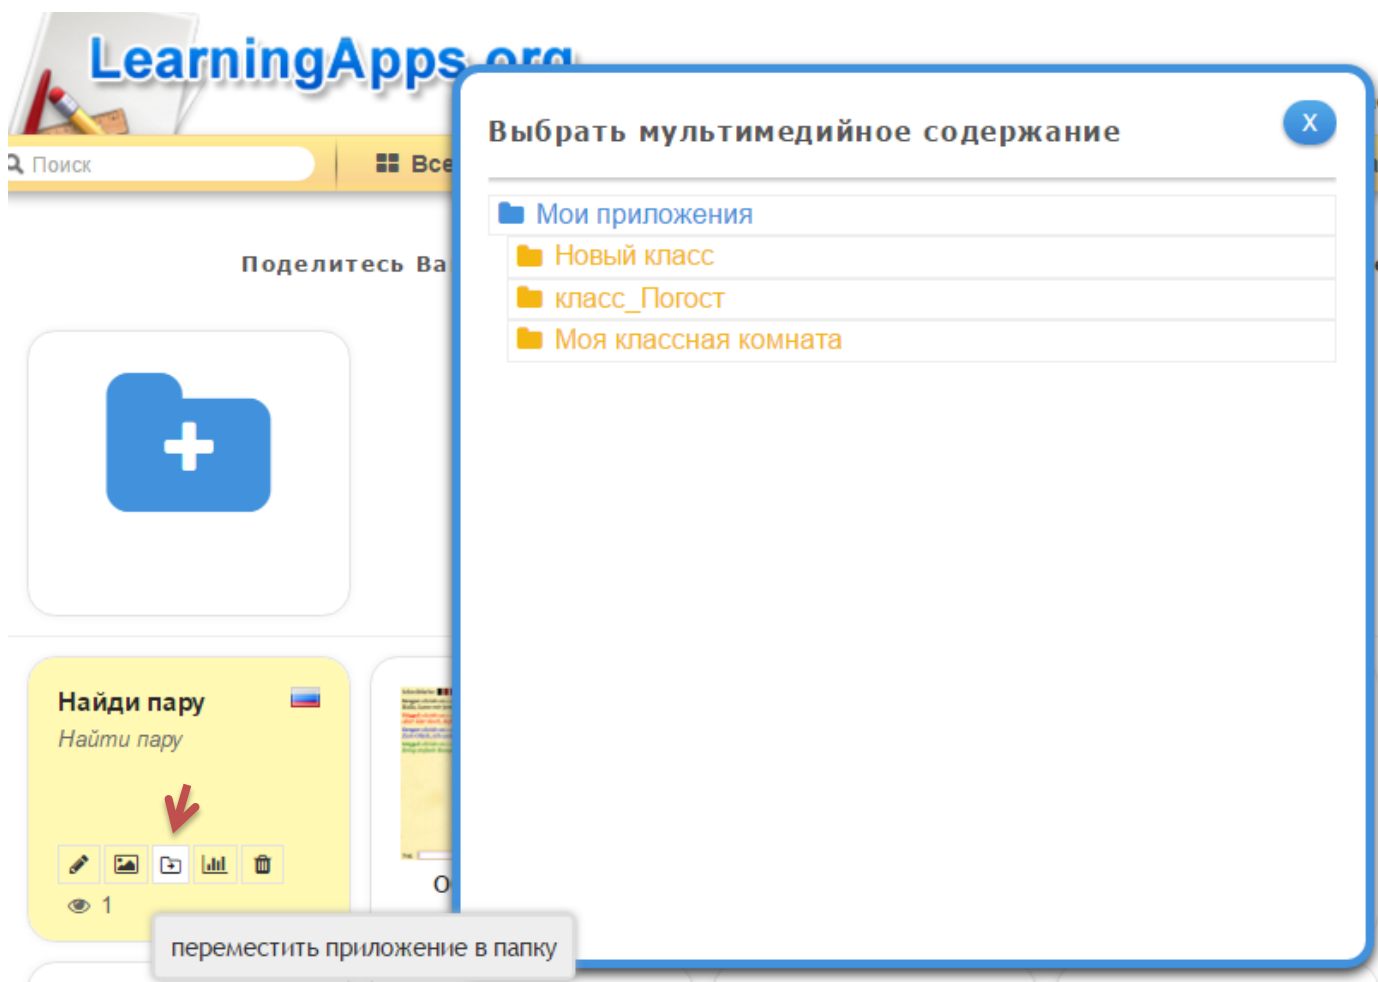 LearningApps.org
Выбрать мультимедийное содержание
X
Поиск
Все
Мои приложения
Новый класс
Поделитесь Ва
класс_Погост
Моя классная комната
Найди пару
Найти пару
1
О
переместить приложение в папку